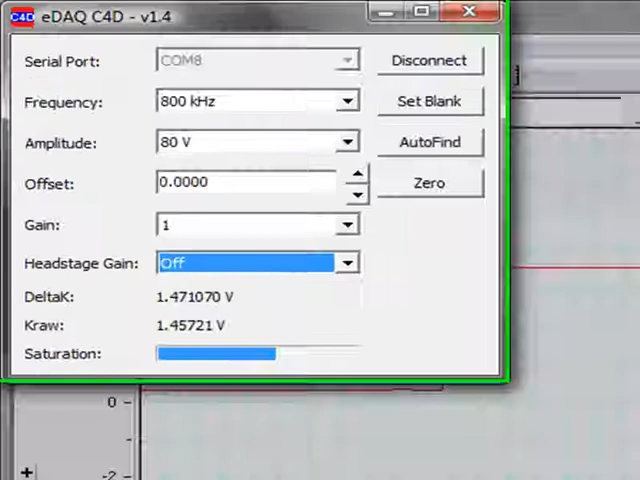 C4D eDAQ C4D - v1.4
Serial Port: COM8 Disconnect
Frequency: 800 kHz Set Blank
Amplitude: 80 V AutoFind
Offset: 0.0000 Zero
Gain: 1
Headstage Gain: Off
DeltaK: 1.471070 V
Kraw: 1.45721 V
Saturation:
0
-2